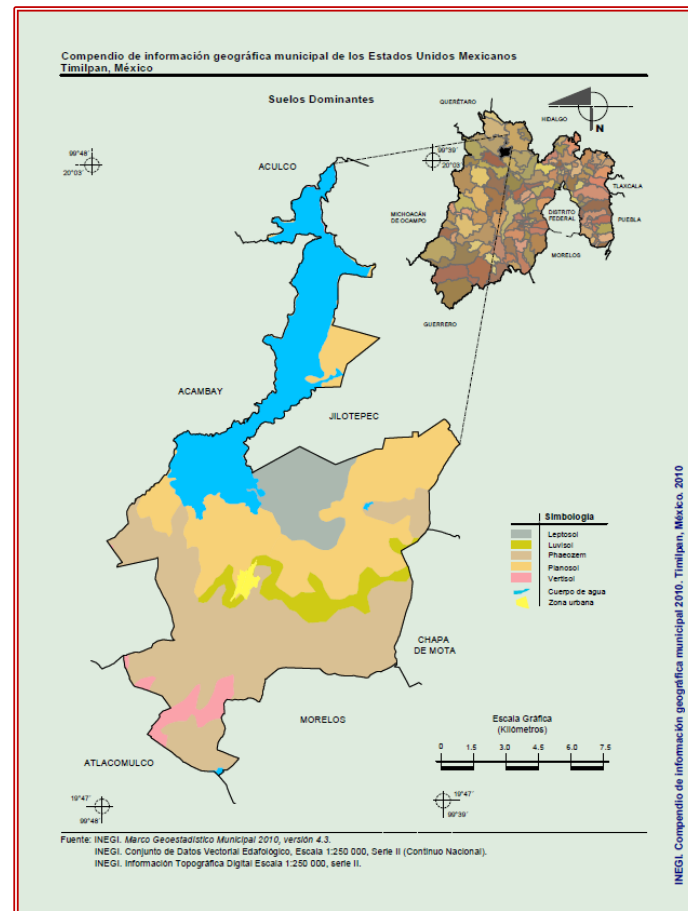 Compendio de información geográfica municipal de los Estados Unidos Mexicanos
Timilpan, México
Suelos Dominantes
QUERÉTARO
HIDALGO
N
99°48'
20°03'
99°39'
20°03'
ACULCO
TLAXCALA
MICHOACÁN
DE OCAMPO
DISTRITO
FEDERAL
PUEBLA
MORELOS
GUERRERO
ACAMBAY
JILOTEPEC
Simbología
Leptosol
Luvisol
Phaeozem
Planosol
Vertisol
Cuerpo de agua
Zona urbana
CHAPA
DE MOTA
MORELOS
ATLACOMULCO
Escala Gráfica
(Kilómetros)
0 1.5 3.0 4.5 6.0 7.5
19°47'
99°48'
19°47'
99°39'
Fuente: INEGI. Marco Geoestadístico Municipal 2010, versión 4.3.
INEGI. Conjunto de Datos Vectorial Edafológico, Escala 1:250 000, Serie II (Continuo Nacional).
INEGI. Información Topográfica Digital Escala 1:250 000, serie II.
INEGI. Compendio de información geográfica municipal 2010. Timilpan, México. 2010